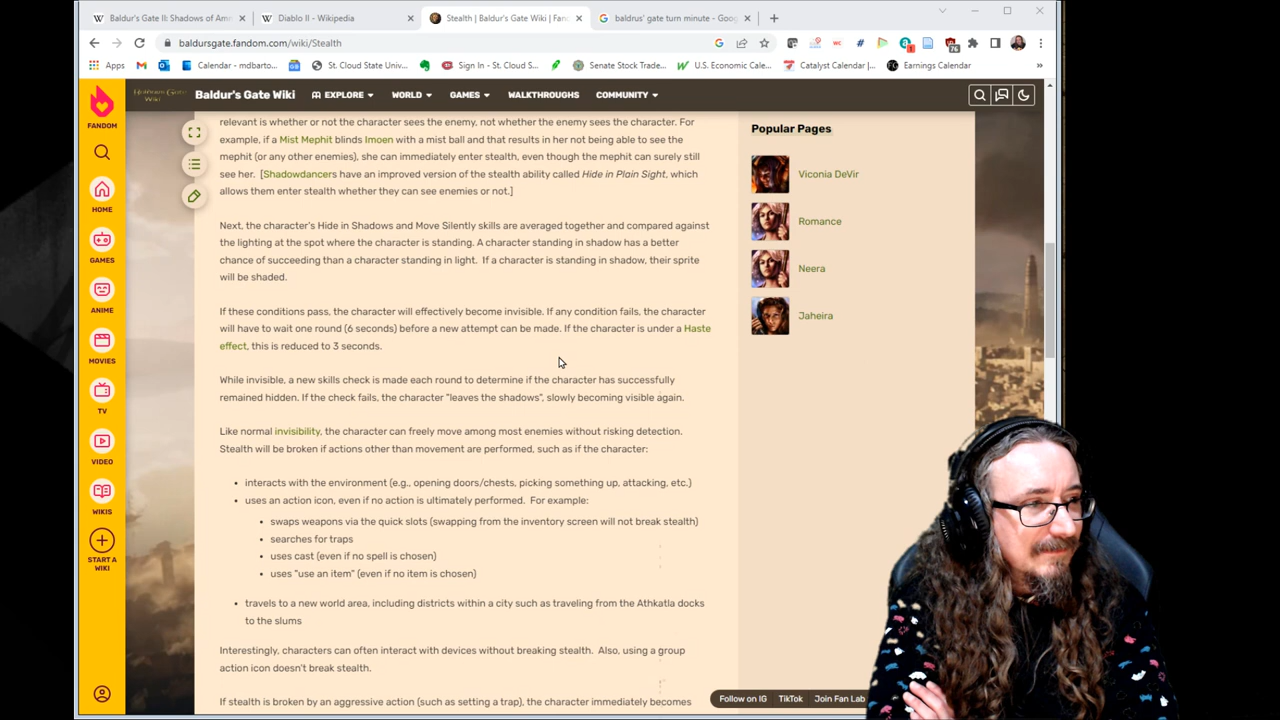 Baldur's Gate II: Shadows of Am
Diablo II - Wikipedia
Stealth | Baldur's Gate Wiki | Fan
baldrus' gate turn minute - Goo
baldursgate.fandom.com/wiki/Stealth
Apps
Calendar - mdbarto...
St. Cloud State Univ...
Sign In - St. Cloud S...
Senate Stock Trade...
U.S. Economic Cale...
Catalyst Calendar |...
Earnings Calendar
FANDOM
HOME
GAMES
ANIME
MOVIES
TV
VIDEO
WIKIS
START A
WIKI
Baldur's Gate Wiki
EXPLORE
WORLD
GAMES
WALKTHROUGHS
COMMUNITY
relevant is whether or not the character sees the enemy, not whether the enemy sees the character. For
example, if a Mist Mephit blinds Imoen with a mist ball and that results in her not being able to see the
mephit (or any other enemies), she can immediately enter stealth, even though the mephit can surely still
see her. [Shadowdancers have an improved version of the stealth ability called Hide in Plain Sight, which
allows them enter stealth whether they can see enemies or not.]
Next, the character's Hide in Shadows and Move Silently skills are averaged together and compared against
the lighting at the spot where the character is standing. A character standing in shadow has a better
chance of succeeding than a character standing in light. If a character is standing in shadow, their sprite
will be shaded.
If these conditions pass, the character will effectively become invisible. If any condition fails, the character
will have to wait one round (6 seconds) before a new attempt can be made. If the character is under a Haste
effect, this is reduced to 3 seconds.
While invisible, a new skills check is made each round to determine if the character has successfully
remained hidden. If the check fails, the character "leaves the shadows", slowly becoming visible again.
Like normal invisibility, the character can freely move among most enemies without risking detection.
Stealth will be broken if actions other than movement are performed, such as if the character:
• interacts with the environment (e.g., opening doors/chests, picking something up, attacking, etc.)
• uses an action icon, even if no action is ultimately performed. For example:
• swaps weapons via the quick slots (swapping from the inventory screen will not break stealth)
• searches for traps
• uses cast (even if no spell is chosen)
• uses "use an item" (even if no item is chosen)
• travels to a new world area, including districts within a city such as traveling from the Athkatla docks
to the slums
Interestingly, characters can often interact with devices without breaking stealth. Also, using a group
action icon doesn't break stealth.
If stealth is broken by an aggressive action (such as setting a trap), the character immediately becomes
Popular Pages
Viconia DeVir
Romance
Neera
Jaheira
Follow on IG
TikTok
Join Fan Lab